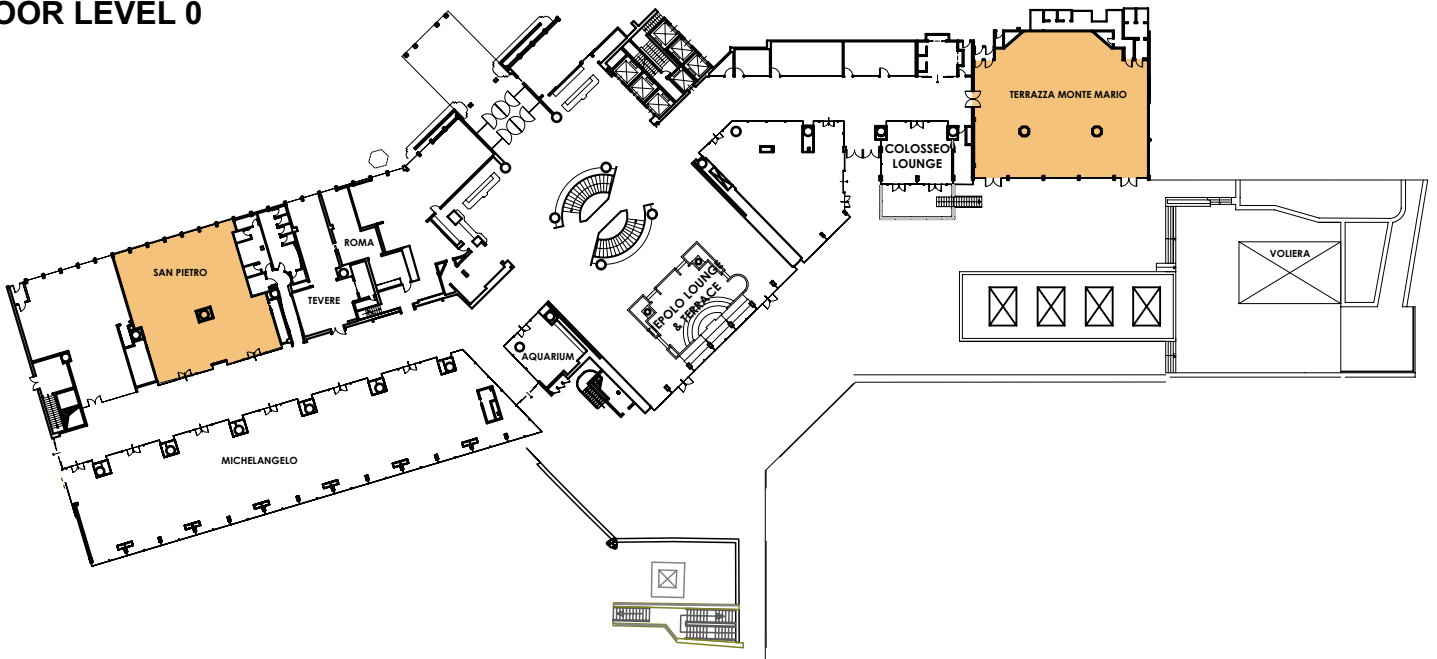 OOR LEVEL 0
TERRAZZA MONTE MARIO
COLOSSEO
LOUNGE
ROMA
SAN PIETRO
VOLIERA
TEVERE
EPOLO LOUNGE
& TERRACE
AQUARIUM
MICHELANGELO